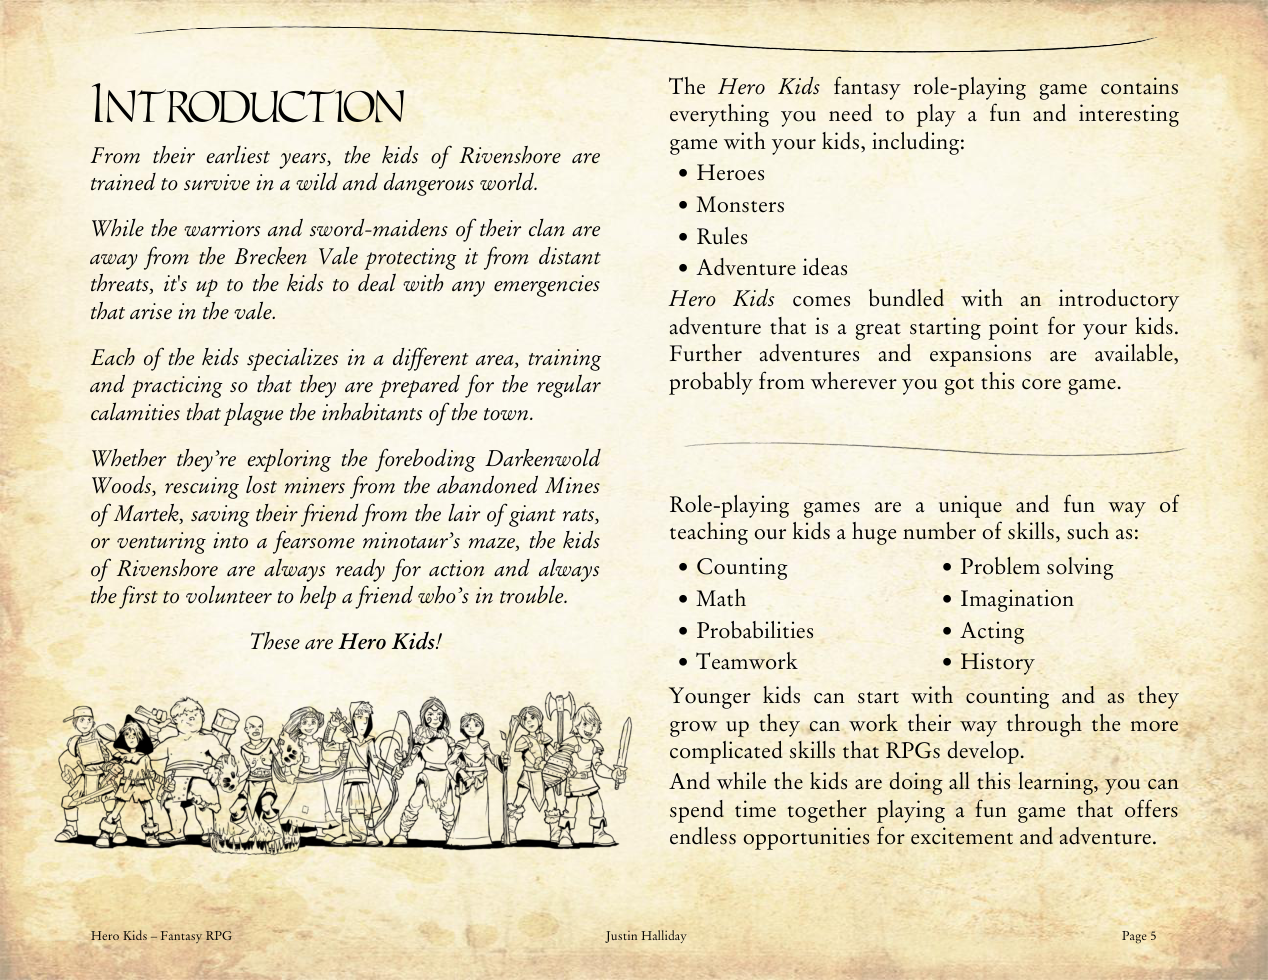 INTRODUCTION
From their earliest years, the kids of Rivenshore are
trained to survive in a wild and dangerous world.
While the warriors and sword-maidens of their clan are
away from the Brecken Vale protecting it from distant
threats, it's up to the kids to deal with any emergencies
that arise in the vale.
Each of the kids specializes in a different area, training
and practicing so that they are prepared for the regular
calamities that plague the inhabitants of the town.
Whether they’re exploring the foreboding Darkenwold
Woods, rescuing lost miners from the abandoned Mines
of Martek, saving their friend from the lair of giant rats,
or venturing into a fearsome minotaur’s maze, the kids
of Rivenshore are always ready for action and always
the first to volunteer to help a friend who’s in trouble.
These are Hero Kids!
The Hero Kids fantasy role-playing game contains
everything you need to play a fun and interesting
game with your kids, including:
• Heroes
• Monsters
• Rules
• Adventure ideas
Hero Kids comes bundled with an introductory
adventure that is a great starting point for your kids.
Further adventures and expansions are available,
probably from wherever you got this core game.
Role-playing games are a unique and fun way of
teaching our kids a huge number of skills, such as:
• Counting
• Math
• Probabilities
• Teamwork
• Problem solving
• Imagination
• Acting
• History
Younger kids can start with counting and as they
grow up they can work their way through the more
complicated skills that RPGs develop.
And while the kids are doing all this learning, you can
spend time together playing a fun game that offers
endless opportunities for excitement and adventure.
Hero Kids – Fantasy RPG
Justin Halliday
Page 5